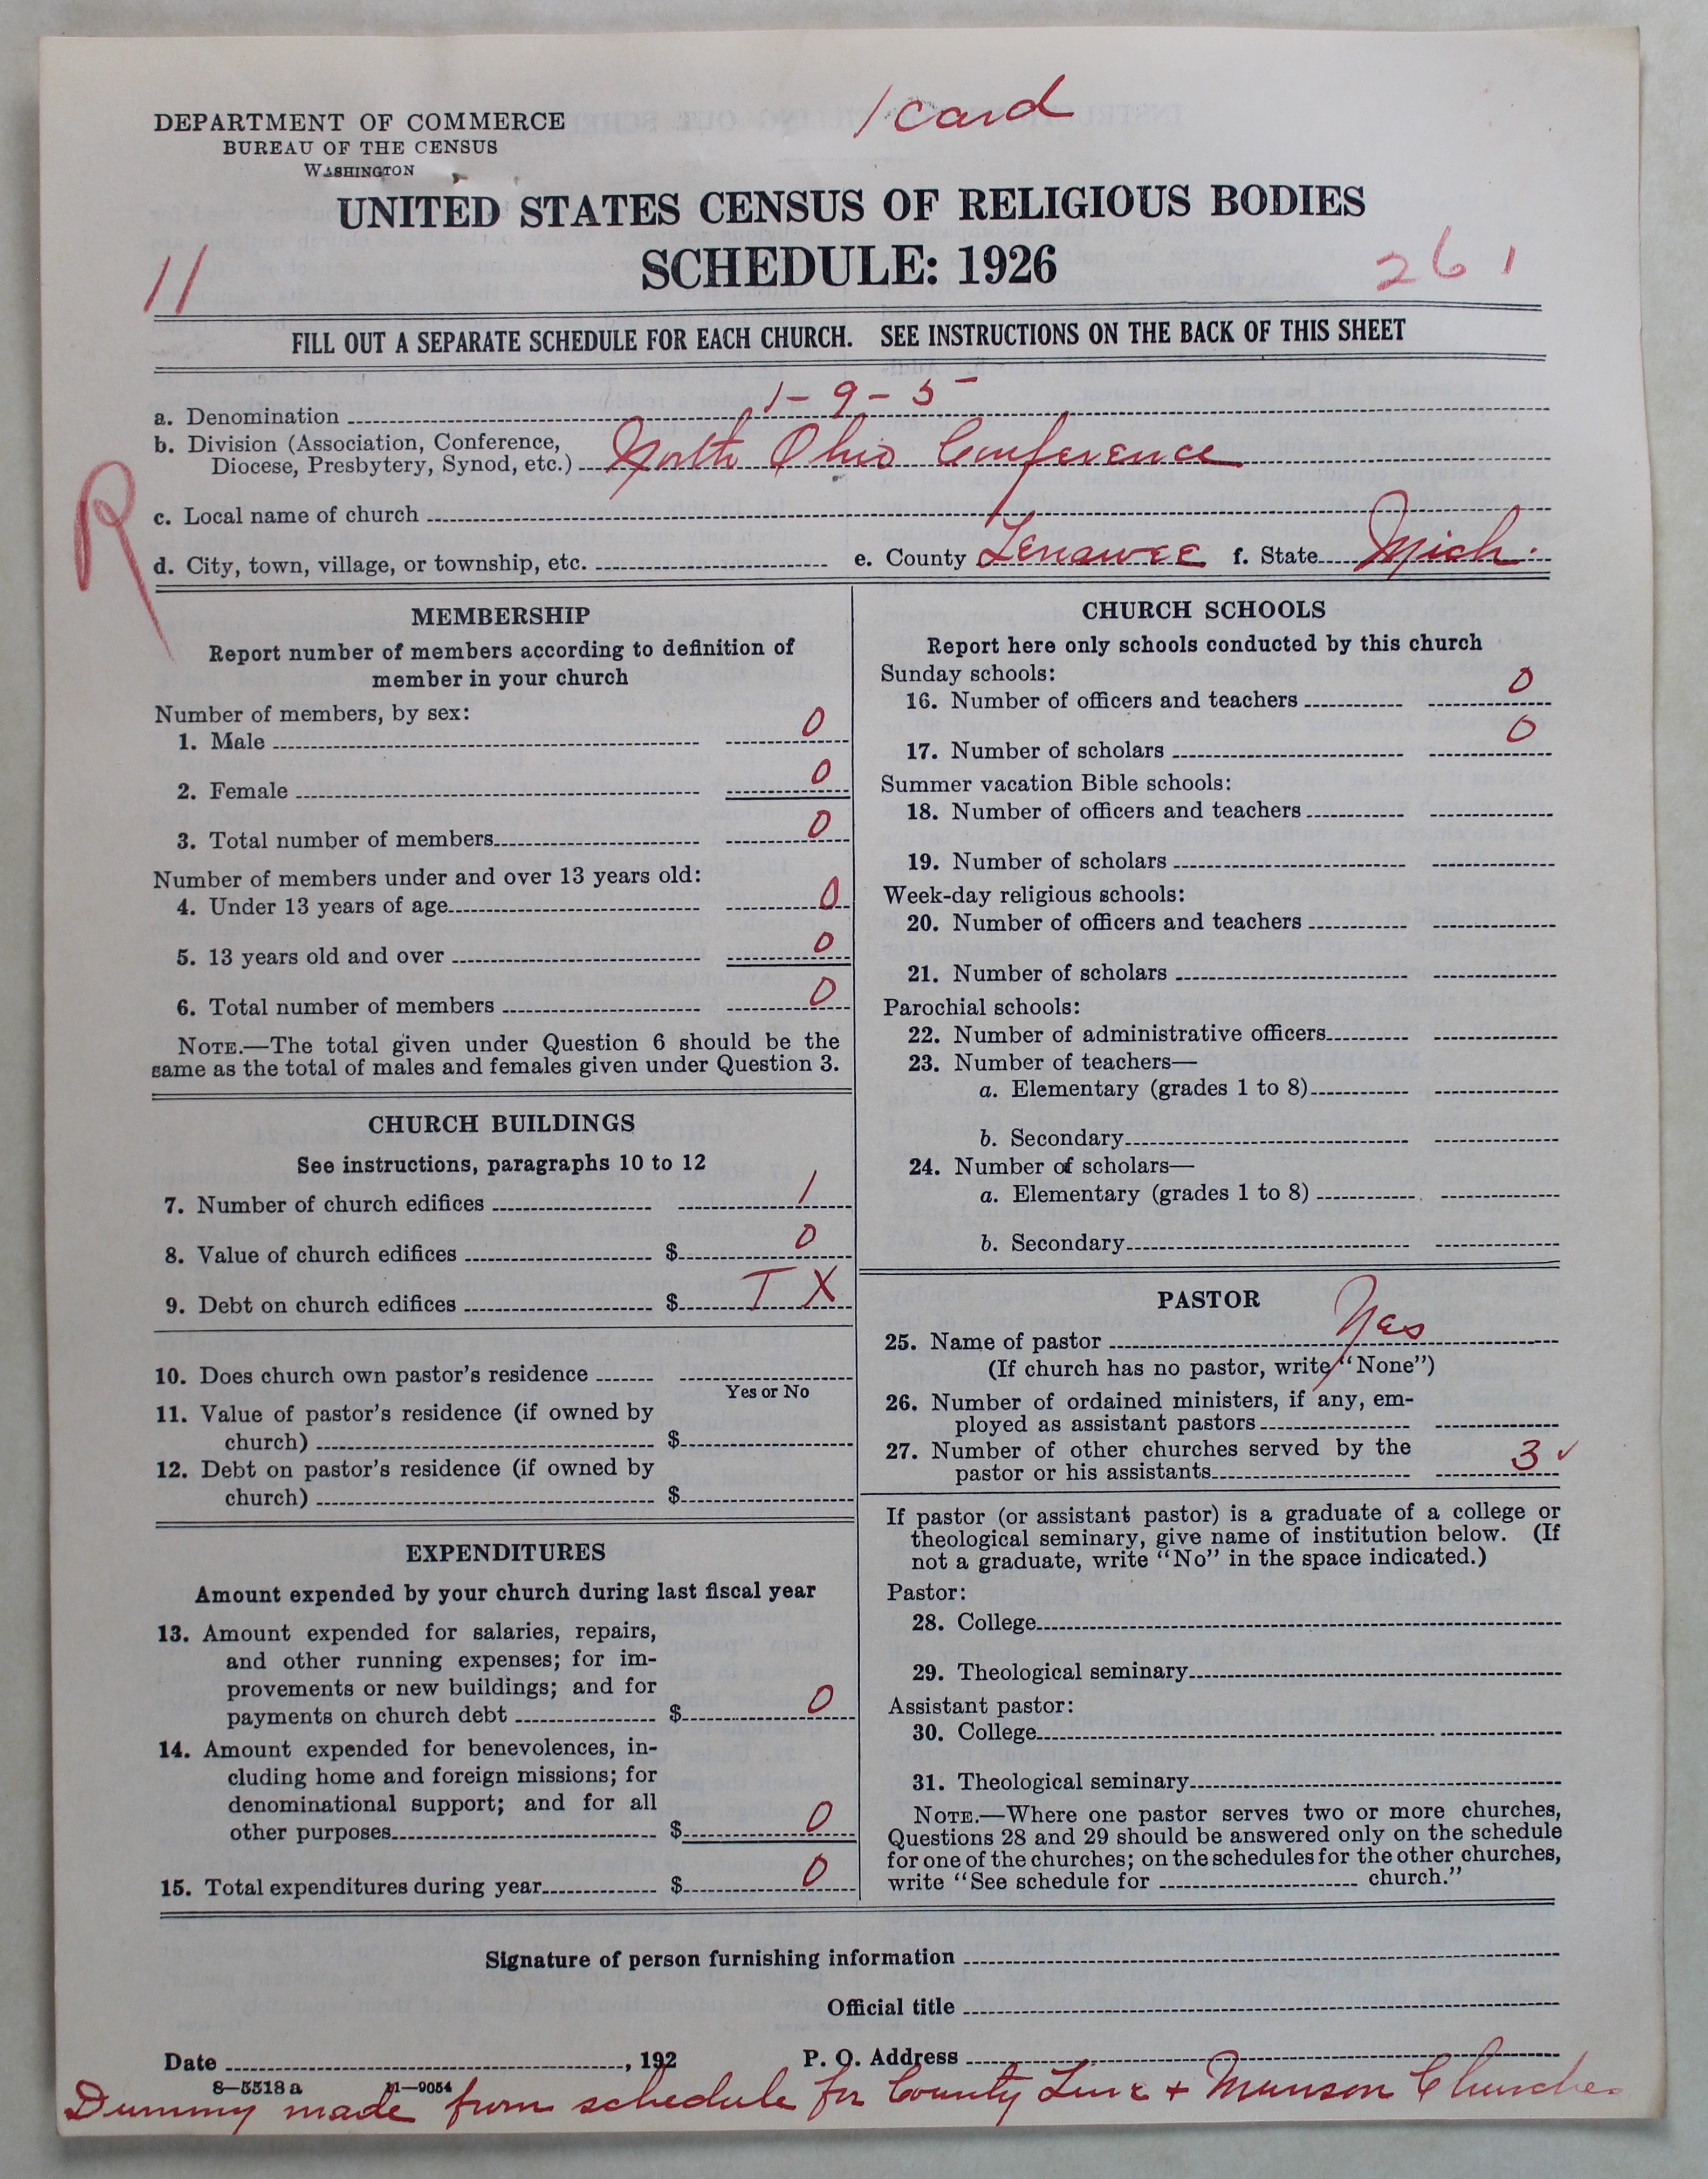 1 card
DEPARTMENT OF COMMERCE
BUREAU OF THE CENSUS
WASHINGTON
UNITED STATES CENSUS OF RELIGIOUS BODIES
SCHEDULE: 1926
11
261
FILL OUT A SEPARATE SCHEDULE FOR EACH CHURCH. SEE INSTRUCTIONS ON THE BACK OF THIS SHEET
a. Denomination 1-9-5
b. Division (Association, Conference,
Diocese, Presbytery, Synod, etc.) North Ohio Conference
R
c. Local name of church
d. City, town, village, or township, etc. e. County Lenawee f. State Mich.
MEMBERSHIP
Report number of members according to definition of
member in your church
Number of members, by sex:
1. Male 0
2. Female 0
3. Total number of members 0
Number of members under and over 13 years old:
4. Under 13 years of age 0
5. 13 years old and over 0
6. Total number of members 0
NOTE.—The total given under Question 6 should be the
same as the total of males and females given under Question 3.
CHURCH BUILDINGS
See instructions, paragraphs 10 to 12
7. Number of church edifices 1
8. Value of church edifices $ 0
9. Debt on church edifices $ T X
10. Does church own pastor's residence
Yes or No
11. Value of pastor's residence (if owned by
church) $
12. Debt on pastor's residence (if owned by
church) $
EXPENDITURES
Amount expended by your church during last fiscal year
13. Amount expended for salaries, repairs,
and other running expenses; for im-
provements or new buildings; and for
payments on church debt $ 0
14. Amount expended for benevolences, in-
cluding home and foreign missions; for
denominational support; and for all
other purposes $ 0
15. Total expenditures during year $ 0
CHURCH SCHOOLS
Report here only schools conducted by this church
Sunday schools:
16. Number of officers and teachers 0
17. Number of scholars 0
Summer vacation Bible schools:
18. Number of officers and teachers
19. Number of scholars
Week-day religious schools:
20. Number of officers and teachers
21. Number of scholars
Parochial schools:
22. Number of administrative officers
23. Number of teachers—
a. Elementary (grades 1 to 8)
b. Secondary
24. Number of scholars—
a. Elementary (grades 1 to 8)
b. Secondary
PASTOR
25. Name of pastor Yes
(If church has no pastor, write "None")
26. Number of ordained ministers, if any, em-
ployed as assistant pastors
27. Number of other churches served by the
pastor or his assistants 3 ✓
If pastor (or assistant pastor) is a graduate of a college or
theological seminary, give name of institution below. (If
not a graduate, write "No" in the space indicated.)
Pastor:
28. College
29. Theological seminary
Assistant pastor:
30. College
31. Theological seminary
NOTE.—Where one pastor serves two or more churches,
Questions 28 and 29 should be answered only on the schedule
for one of the churches; on the schedules for the other churches,
write "See schedule for church."
Signature of person furnishing information
Official title
Date , 192 P. O. Address
8—5518 a 11—9054
Dummy made from schedule for County Line + Munson Churches